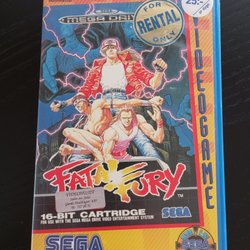 MEGA DRIVE
FOR
RENTAL
ONLY
VIDEOGAME
FATAL FURY
16-BIT CARTRIDGE
FOR USE WITH THE SEGA MEGA DRIVE VIDEO ENTERTAINMENT SYSTEM
SEGA
SEGA